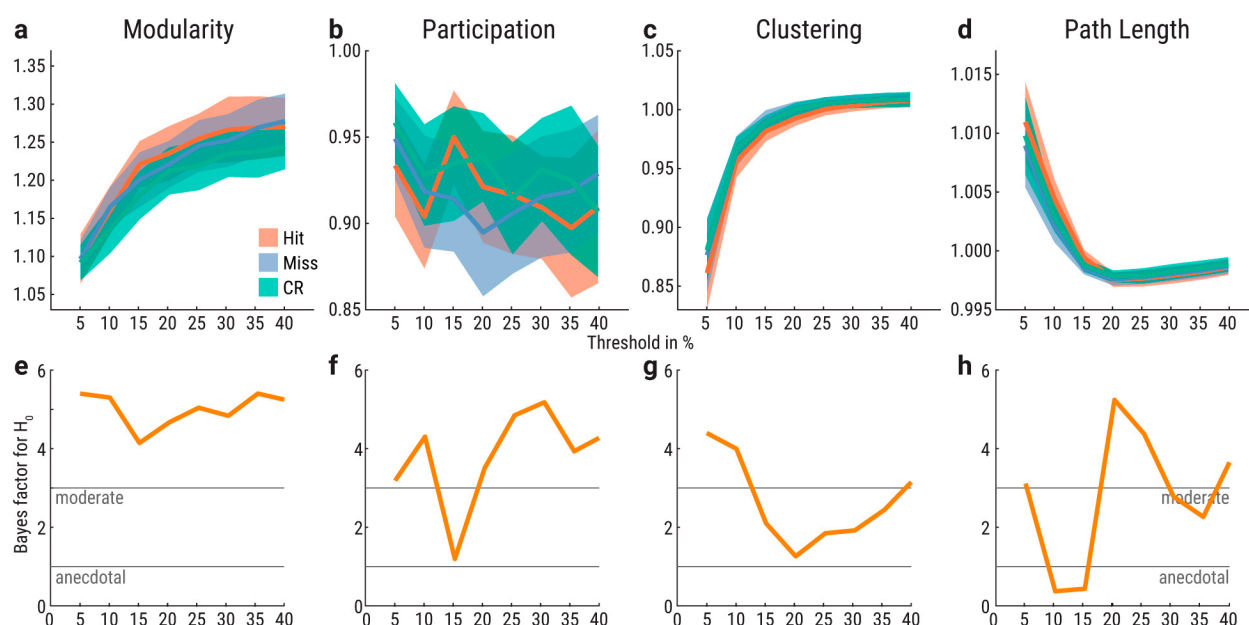 a Modularity
b Participation
c Clustering
d Path Length
1.35
1.30
1.25
1.20
1.15
1.10
1.05
5 10 15 20 25 30 35 40
Hit
Miss
CR
1.00
0.95
0.90
0.85
5 10 15 20 25 30 35 40
1.05
1.00
0.95
0.90
0.85
5 10 15 20 25 30 35 40
1.015
1.010
1.005
1.000
0.995
5 10 15 20 25 30 35 40
Threshold in %
e
f
g
h
Bayes factor for H0
6
4
2
0
moderate
anecdotal
0 5 10 15 20 25 30 35 40
6
4
2
0
0 5 10 15 20 25 30 35 40
6
4
2
0
0 5 10 15 20 25 30 35 40
6
4
2
0
moderate
anecdotal
0 5 10 15 20 25 30 35 40